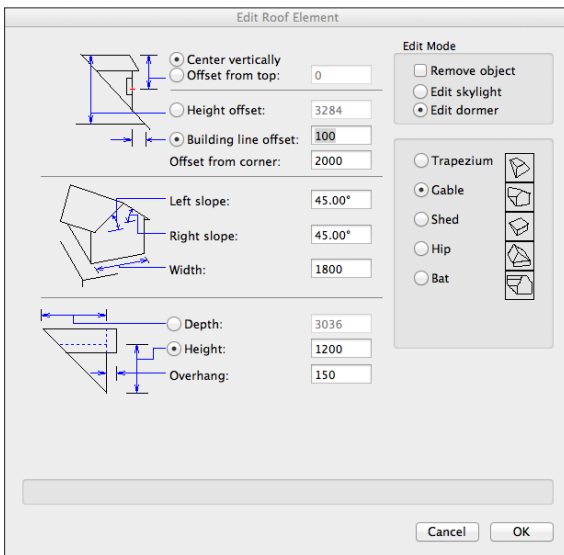 Edit Roof Element
Center vertically
Offset from top: 0
Height offset: 3284
Building line offset: 100
Offset from corner: 2000
Left slope: 45.00°
Right slope: 45.00°
Width: 1800
Depth: 3036
Height: 1200
Overhang: 150
Edit Mode
Remove object
Edit skylight
Edit dormer
Trapezium
Gable
Shed
Hip
Bat
Cancel OK